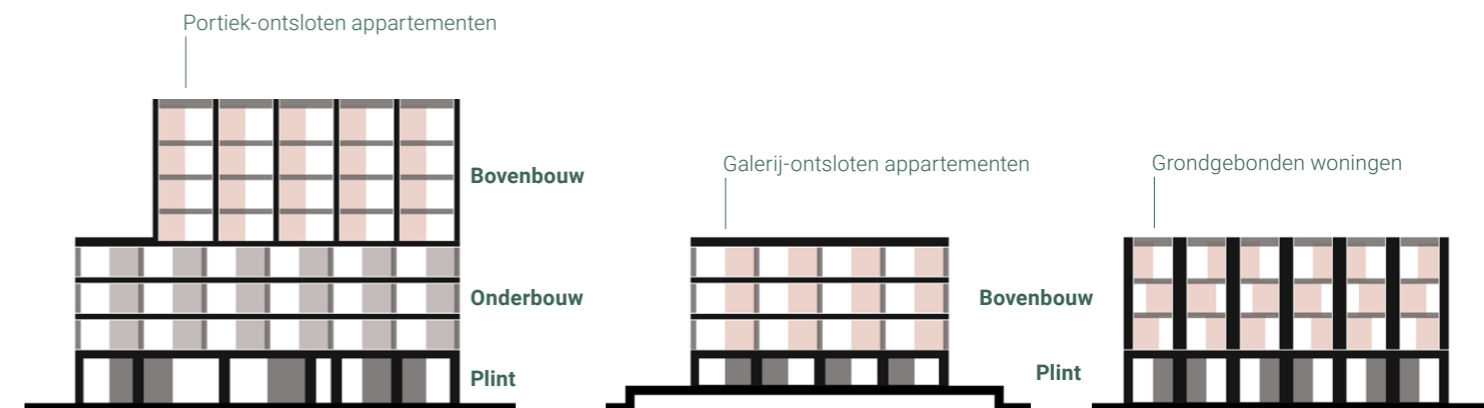 Portiek-ontsloten appartementen
Bovenbouw
Onderbouw
Plint
Galerij-ontsloten appartementen
Bovenbouw
Plint
Grondgebonden woningen